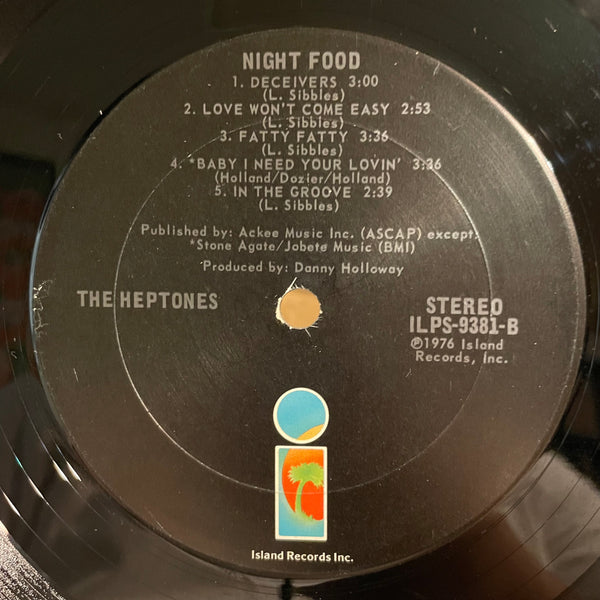 NIGHT FOOD
1. DECEIVERS 3:00
(L. Sibbles)
2. LOVE WON'T COME EASY 2:53
(L. Sibbles)
3. FATTY FATTY 3:36
(L. Sibbles)
4. *BABY I NEED YOUR LOVIN' 3:36
(Holland/Dozier/Holland)
5. IN THE GROOVE 2:39
(L. Sibbles)
Published by: Ackee Music Inc. (ASCAP) except,
*Stone Agate/Jobete Music (BMI)
Produced by: Danny Holloway
THE HEPTONES
STEREO
ILPS-9381-B
℗1976 Island
Records, Inc.
Island Records Inc.